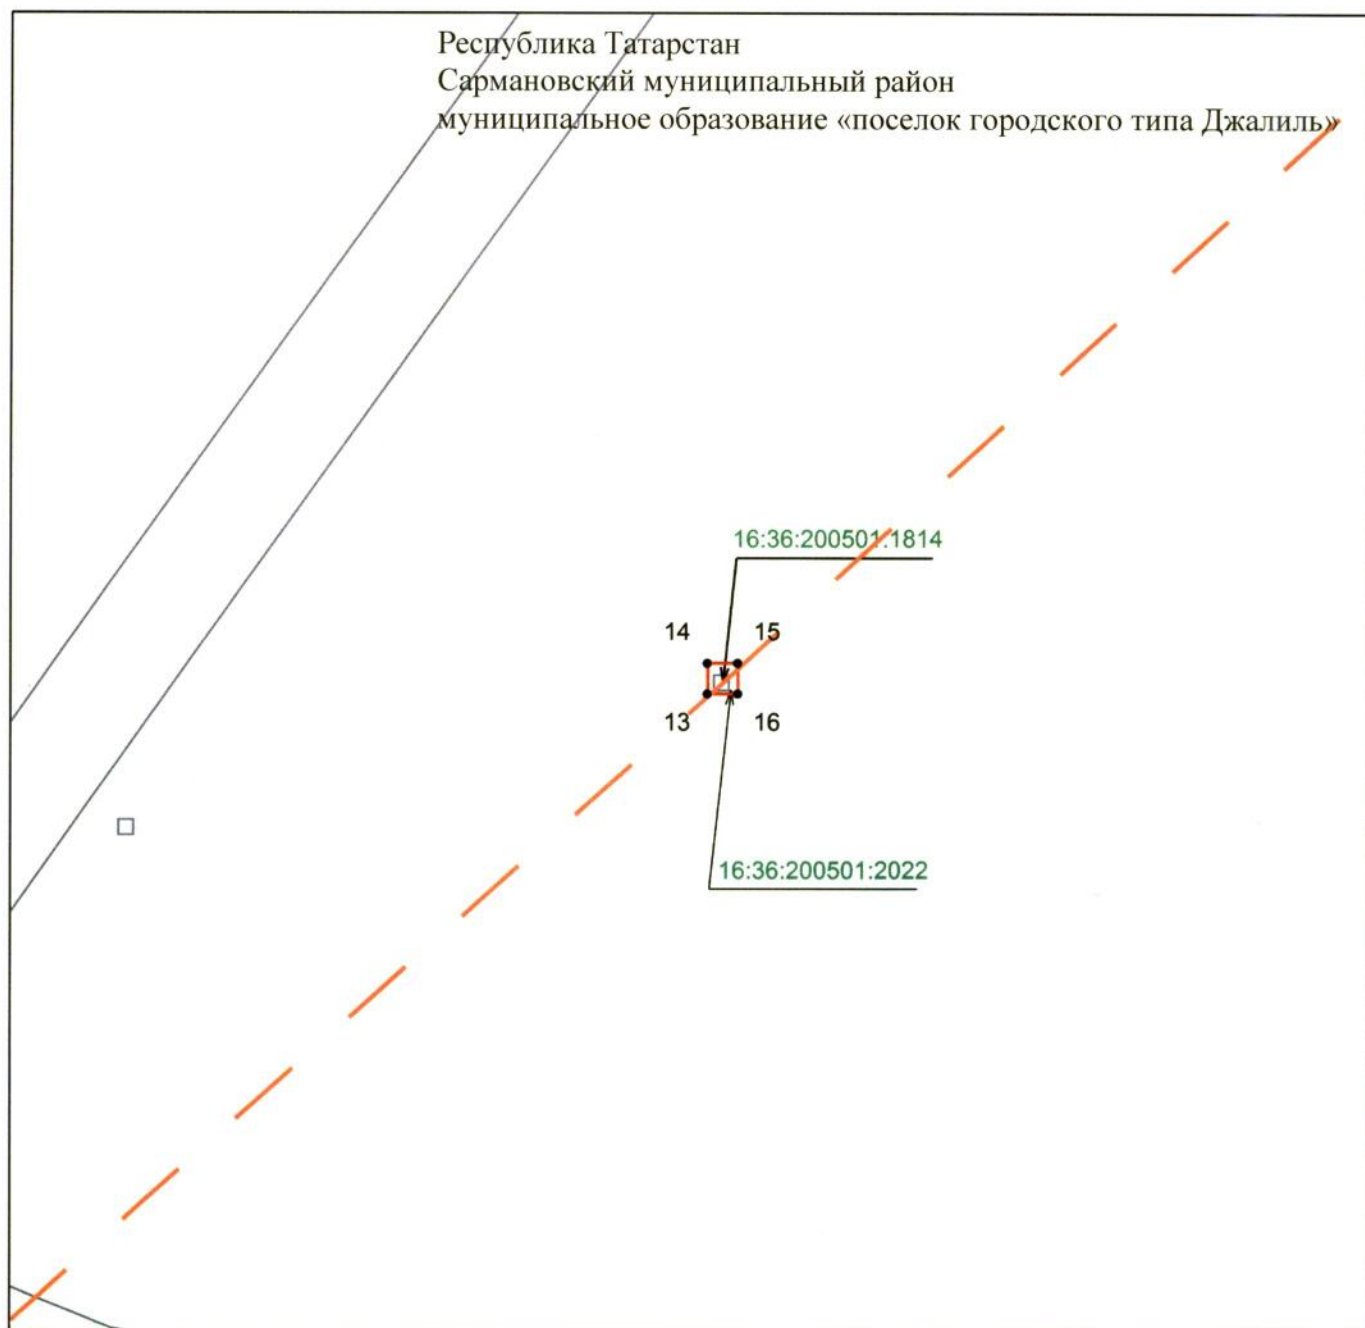 Республика Татарстан
Сармановский муниципальный район
муниципальное образование «поселок городского типа Джалиль»
16:36:200501:1814
14 15
13 16
16:36:200501:2022